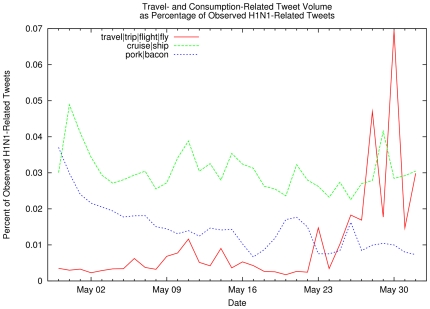 Travel- and Consumption-Related Tweet Volume
as Percentage of Observed H1N1-Related Tweets
travel|trip|flight|fly
cruise|ship
pork|bacon
Percent of Observed H1N1-Related Tweets
0.07
0.06
0.05
0.04
0.03
0.02
0.01
0
May 02 May 09 May 16 May 23 May 30
Date